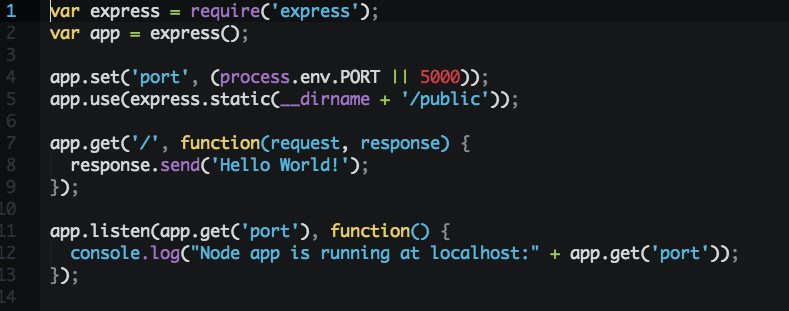 1 var express = require('express');
2 var app = express();
3
4 app.set('port', (process.env.PORT || 5000));
5 app.use(express.static(__dirname + '/public'));
6
7 app.get('/', function(request, response) {
8   response.send('Hello World!');
9 });
10
11 app.listen(app.get('port'), function() {
12   console.log("Node app is running at localhost:" + app.get('port'));
13 });
14